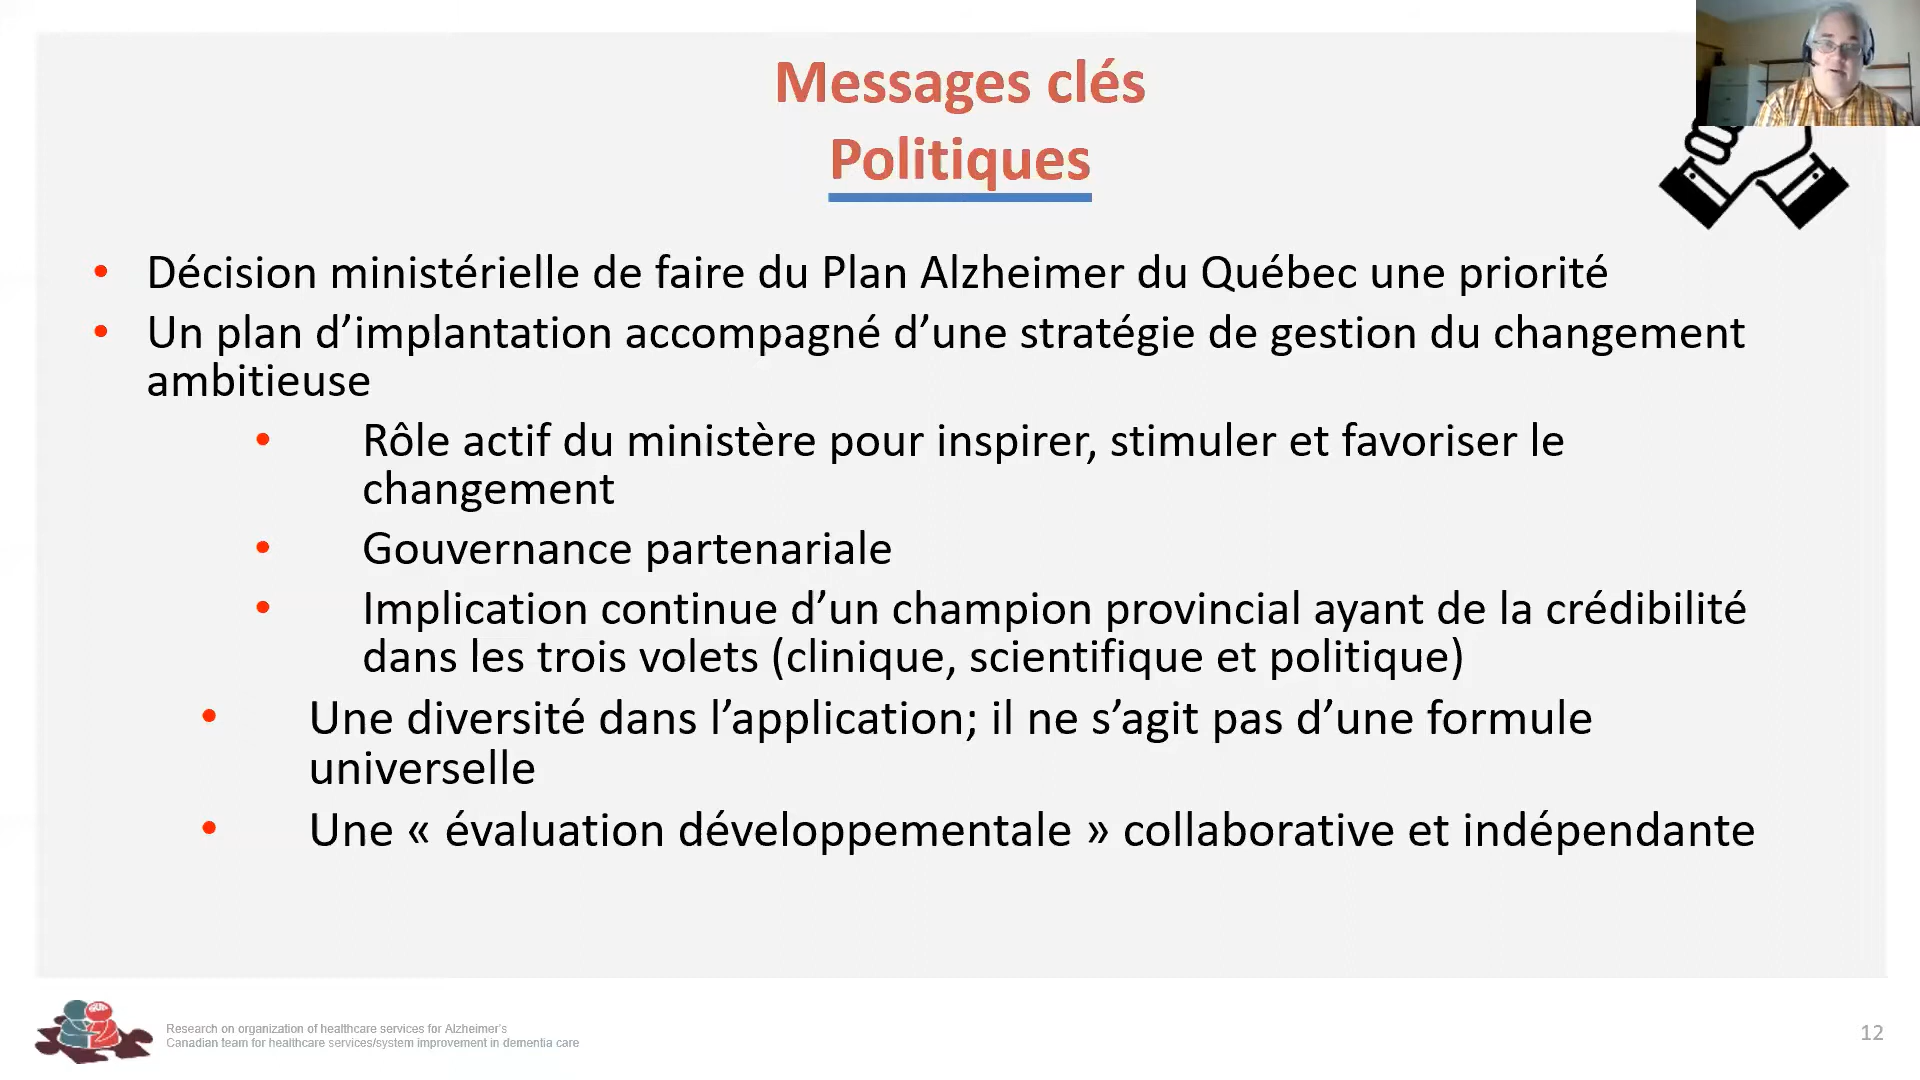 Messages clés
Politiques
• Décision ministérielle de faire du Plan Alzheimer du Québec une priorité
• Un plan d’implantation accompagné d’une stratégie de gestion du changement
ambitieuse
• Rôle actif du ministère pour inspirer, stimuler et favoriser le
changement
• Gouvernance partenariale
• Implication continue d’un champion provincial ayant de la crédibilité
dans les trois volets (clinique, scientifique et politique)
• Une diversité dans l’application; il ne s’agit pas d’une formule
universelle
• Une « évaluation développementale » collaborative et indépendante
Research on organization of healthcare services for Alzheimer's
Canadian team for healthcare services/system improvement in dementia care
12